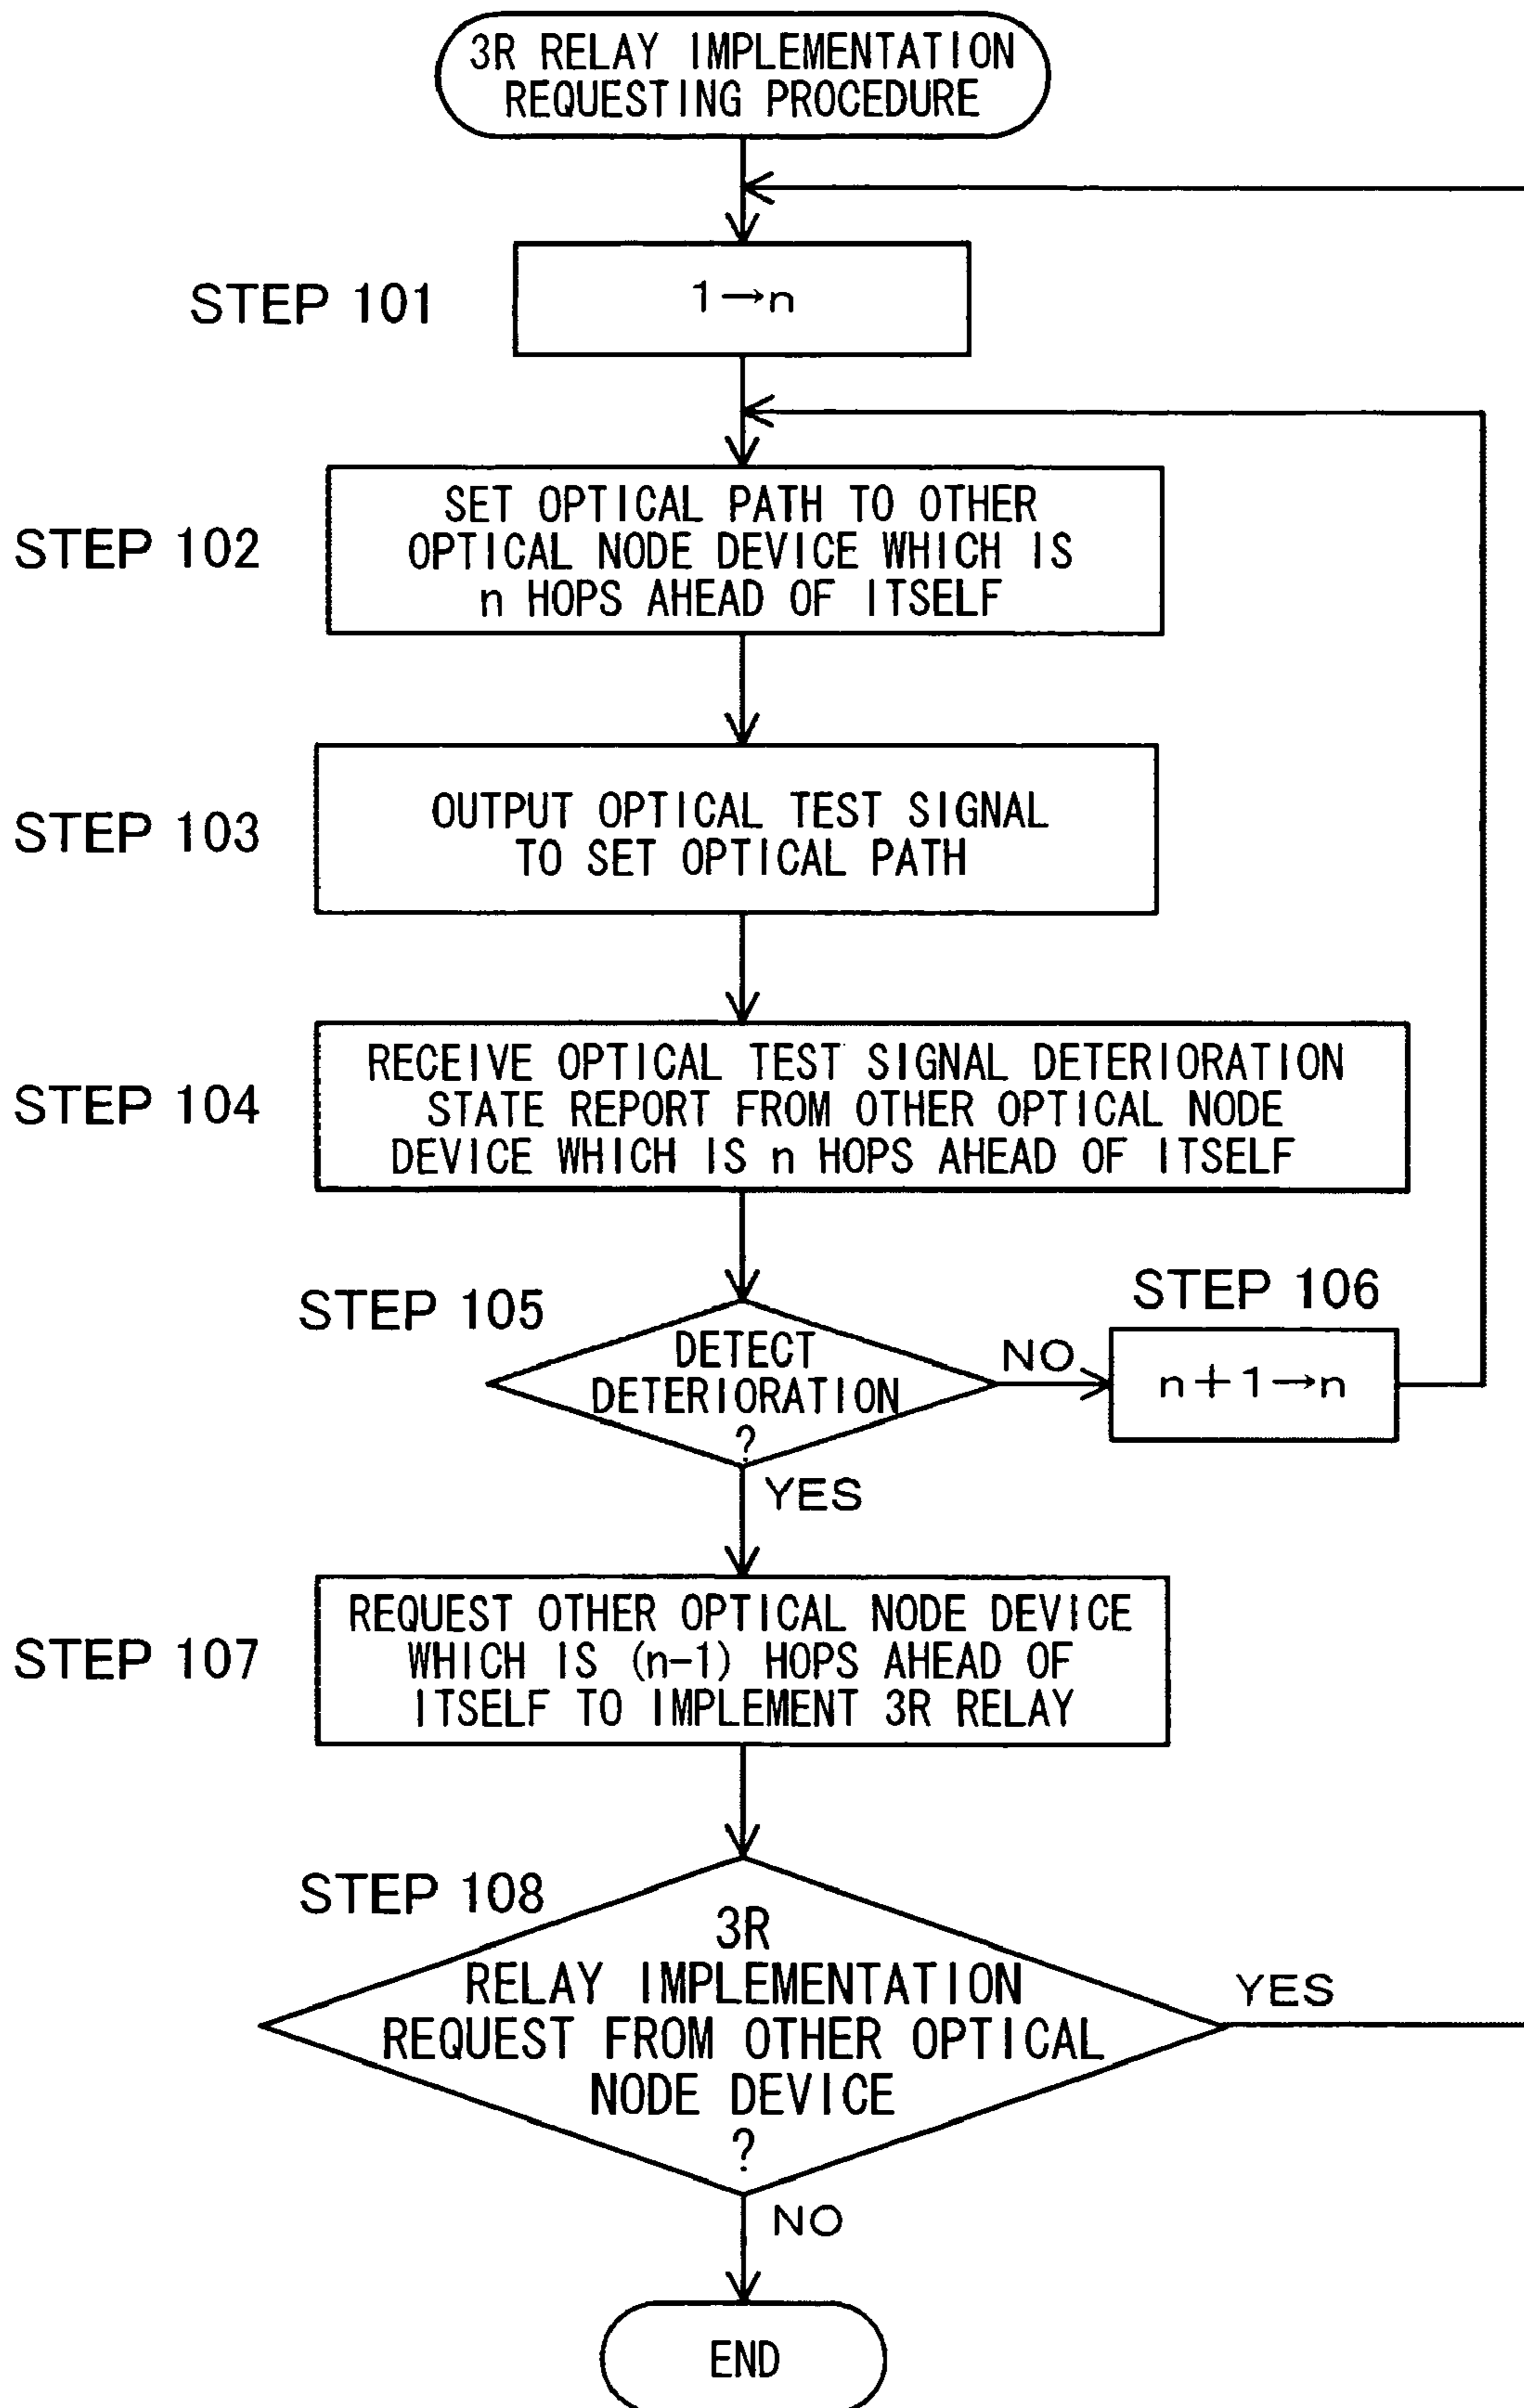 3R RELAY IMPLEMENTATION
REQUESTING PROCEDURE
STEP 101
1→n
STEP 102
SET OPTICAL PATH TO OTHER
OPTICAL NODE DEVICE WHICH IS
n HOPS AHEAD OF ITSELF
STEP 103
OUTPUT OPTICAL TEST SIGNAL
TO SET OPTICAL PATH
STEP 104
RECEIVE OPTICAL TEST SIGNAL DETERIORATION
STATE REPORT FROM OTHER OPTICAL NODE
DEVICE WHICH IS n HOPS AHEAD OF ITSELF
STEP 105
DETECT
DETERIORATION
?
NO
STEP 106
n+1→n
YES
STEP 107
REQUEST OTHER OPTICAL NODE DEVICE
WHICH IS (n-1) HOPS AHEAD OF
ITSELF TO IMPLEMENT 3R RELAY
STEP 108
3R
RELAY IMPLEMENTATION
REQUEST FROM OTHER OPTICAL
NODE DEVICE
?
YES
NO
END